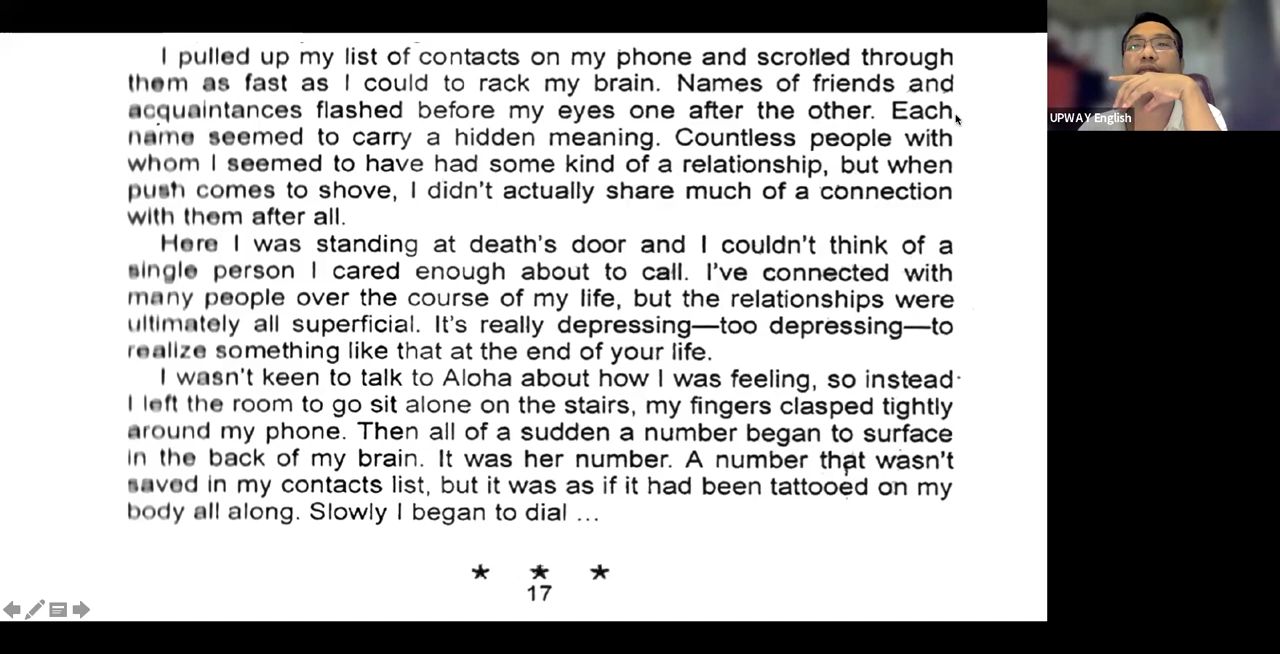 I pulled up my list of contacts on my phone and scrolled through
them as fast as I could to rack my brain. Names of friends and
acquaintances flashed before my eyes one after the other. Each
name seemed to carry a hidden meaning. Countless people with
whom I seemed to have had some kind of a relationship, but when
push comes to shove, I didn't actually share much of a connection
with them after all.
Here I was standing at death's door and I couldn't think of a
single person I cared enough about to call. I've connected with
many people over the course of my life, but the relationships were
ultimately all superficial. It's really depressing—too depressing—to
realize something like that at the end of your life.
I wasn't keen to talk to Aloha about how I was feeling, so instead
I left the room to go sit alone on the stairs, my fingers clasped tightly
around my phone. Then all of a sudden a number began to surface
in the back of my brain. It was her number. A number that wasn't
saved in my contacts list, but it was as if it had been tattooed on my
body all along. Slowly I began to dial ...
★ ★ ★
17
UPWAY English